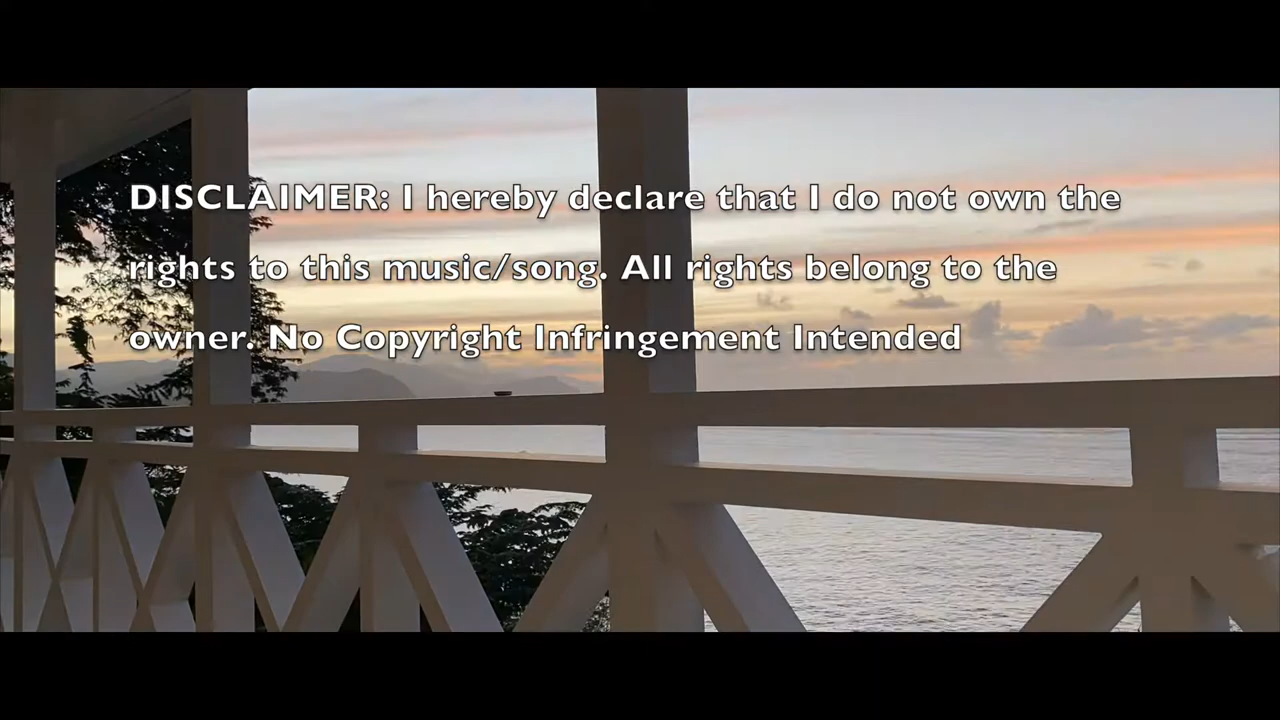 DISCLAIMER: I hereby declare that I do not own the
rights to this music/song. All rights belong to the
owner. No Copyright Infringement Intended